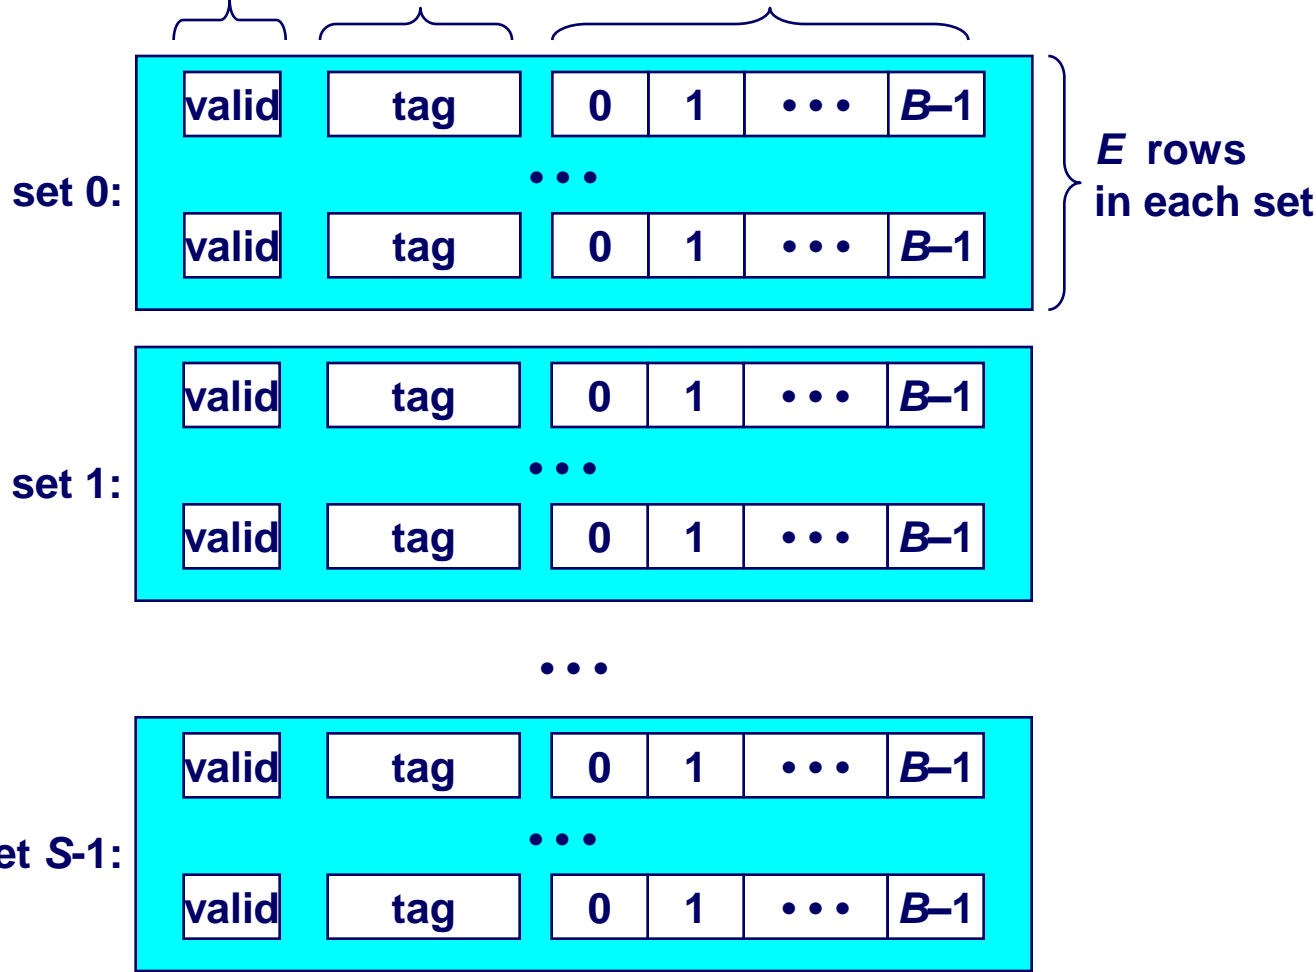 valid tag 0 1 ••• B–1
•••
set 0:
valid tag 0 1 ••• B–1
E rows
in each set
valid tag 0 1 ••• B–1
•••
set 1:
valid tag 0 1 ••• B–1
•••
valid tag 0 1 ••• B–1
•••
et S-1:
valid tag 0 1 ••• B–1